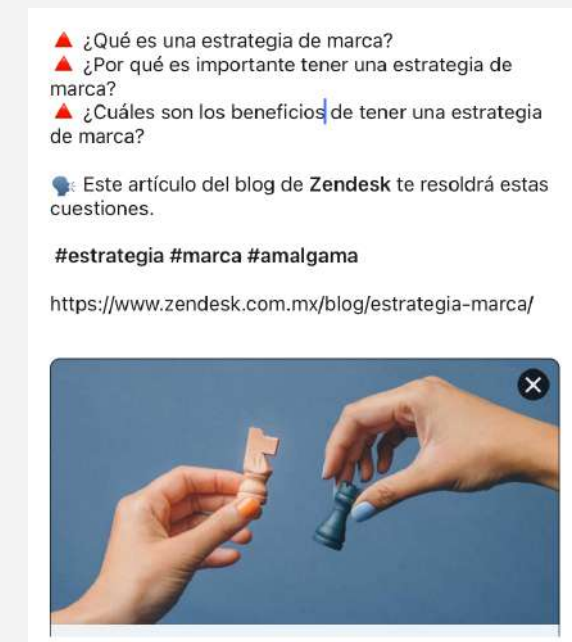 🔺 ¿Qué es una estrategia de marca?
🔺 ¿Por qué es importante tener una estrategia de
marca?
🔺 ¿Cuáles son los beneficios de tener una estrategia
de marca?
🗣️ Este artículo del blog de Zendesk te resoldrá estas
cuestiones.
#estrategia #marca #amalgama
https://www.zendesk.com.mx/blog/estrategia-marca/